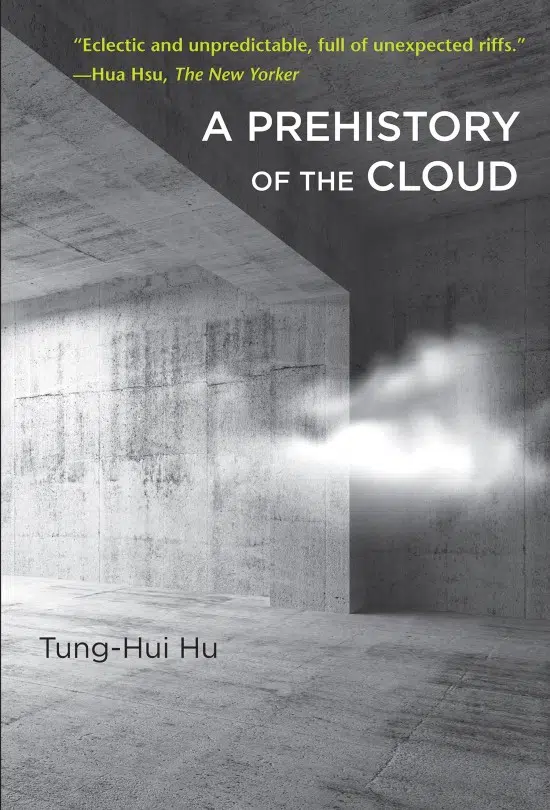 “Eclectic and unpredictable, full of unexpected riffs.”
—Hua Hsu, The New Yorker
A PREHISTORY
OF THE CLOUD
Tung-Hui Hu